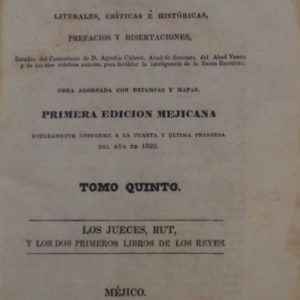 LITERALES, CRÍTICAS É HISTÓRICAS,
PREFACIOS Y DISERTACIONES,
del Comentario de D. Agustin Calmet, Abad de Senones, del Abad Vence
y de los mas célebres autores, para facilitar la inteligencia de la Santa Escritura.
OBRA ADORNADA CON ESTAMPAS Y MAPAS.
PRIMERA EDICION MEJICANA
ENTERAMENTE CONFORME A LA CUARTA Y ULTIMA FRANCESA
DEL AÑO DE
TOMO QUINTO.
LOS JUECES, RUT,
Y LOS DOS PRIMEROS LIBROS DE LOS REYES.
MÉJICO.